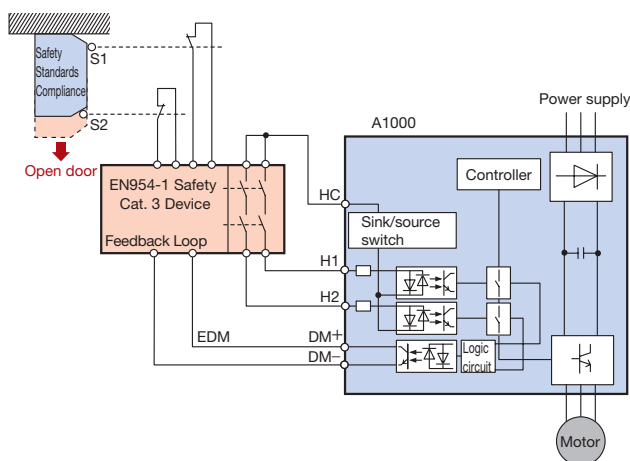 Safety
Standards
Compliance
S1
S2
Open door
EN954-1 Safety
Cat. 3 Device
Feedback Loop
EDM
Power supply
A1000
Controller
HC
Sink/source
switch
H1
H2
DM+
DM−
Logic
circuit
Motor